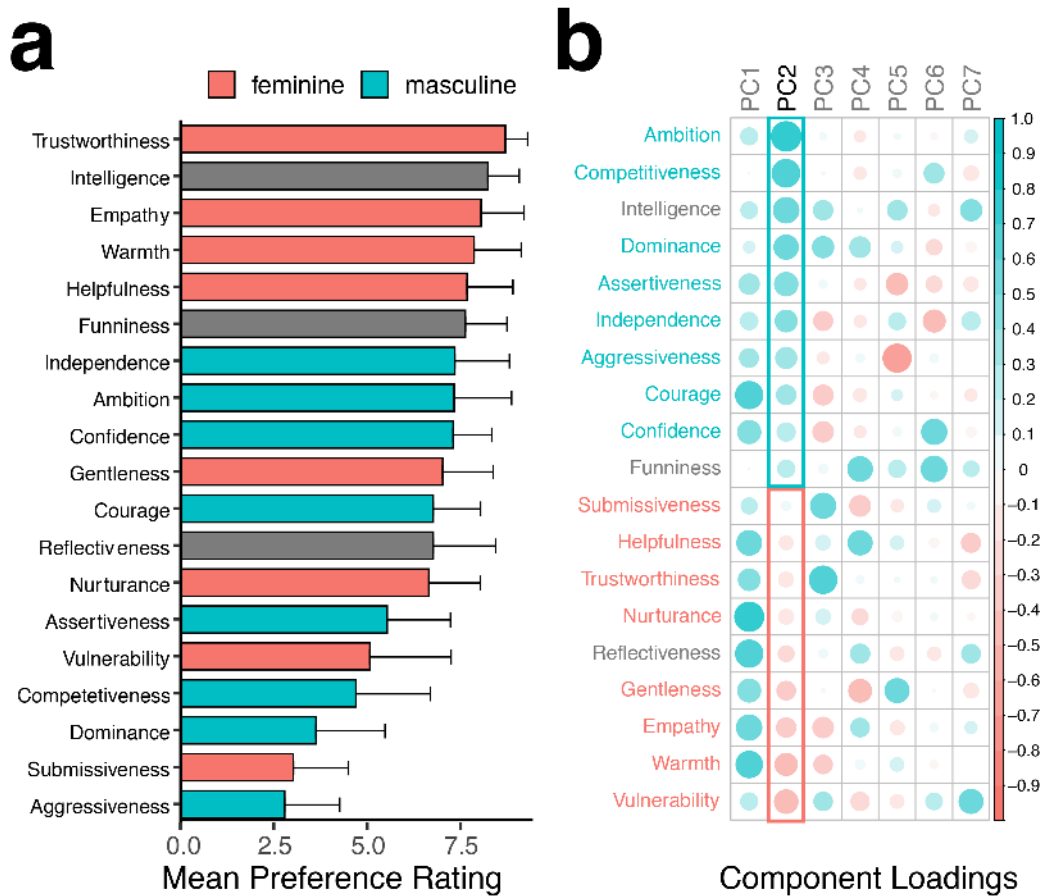 a
feminine masculine
Trustworthiness
Intelligence
Empathy
Warmth
Helpfulness
Funniness
Independence
Ambition
Confidence
Gentleness
Courage
Reflectiveness
Nurturance
Assertiveness
Vulnerability
Competetiveness
Dominance
Submissiveness
Aggressiveness
0.0 2.5 5.0 7.5
Mean Preference Rating
b
PC1 PC2 PC3 PC4 PC5 PC6 PC7
Ambition
Competitiveness
Intelligence
Dominance
Assertiveness
Independence
Aggressiveness
Courage
Confidence
Funniness
Submissiveness
Helpfulness
Trustworthiness
Nurturance
Reflectiveness
Gentleness
Empathy
Warmth
Vulnerability
1.0
0.9
0.8
0.7
0.6
0.5
0.4
0.3
0.2
0.1
0
−0.1
−0.2
−0.3
−0.4
−0.5
−0.6
−0.7
−0.8
−0.9
Component Loadings